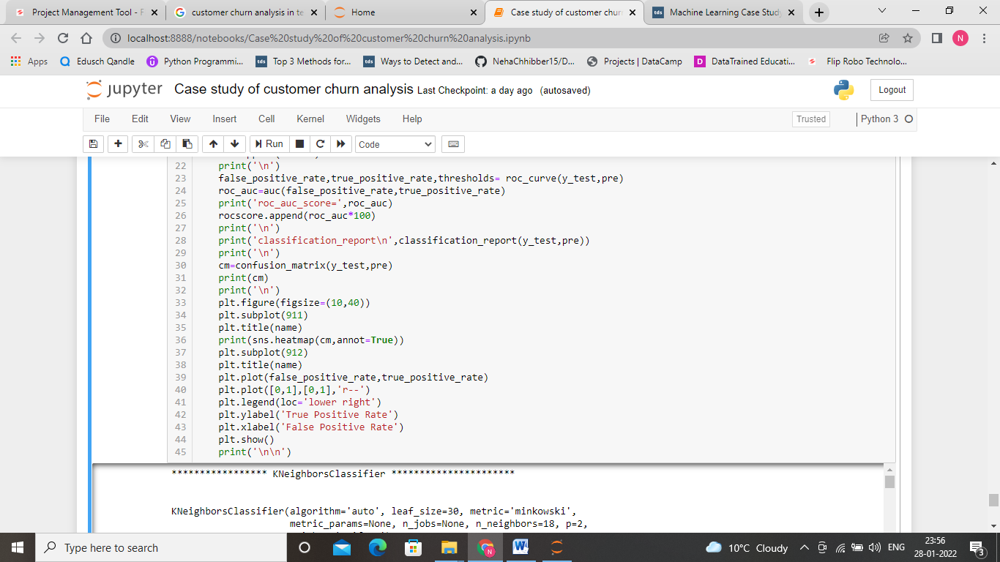 Project Management Tool - F
customer churn analysis in te
Home
Case study of customer chur
Machine Learning Case Study
localhost:8888/notebooks/Case%20study%20of%20customer%20churn%20analysis.ipynb
N
Apps
Edusch Qandle
Python Programmi...
tds
Top 3 Methods for...
tds
Ways to Detect and...
NehaChhibber15/D...
Projects | DataCamp
D
DataTrained Educati...
Flip Robo Technolo...
jupyter
Case study of customer churn analysis
Last Checkpoint: a day ago (autosaved)
Logout
File
Edit
View
Insert
Cell
Kernel
Widgets
Help
Trusted
Python 3
Run
Code
22 print('\n')
23 false_positive_rate,true_positive_rate,thresholds= roc_curve(y_test,pre)
24 roc_auc=auc(false_positive_rate,true_positive_rate)
25 print('roc_auc_score=',roc_auc)
26 rocscore.append(roc_auc*100)
27 print('\n')
28 print('classification_report\n',classification_report(y_test,pre))
29 print('\n')
30 cm=confusion_matrix(y_test,pre)
31 print(cm)
32 print('\n')
33 plt.figure(figsize=(10,40))
34 plt.subplot(911)
35 plt.title(name)
36 print(sns.heatmap(cm,annot=True))
37 plt.subplot(912)
38 plt.title(name)
39 plt.plot(false_positive_rate,true_positive_rate)
40 plt.plot([0,1],[0,1],'r--')
41 plt.legend(loc='lower right')
42 plt.ylabel('True Positive Rate')
43 plt.xlabel('False Positive Rate')
44 plt.show()
45 print('\n\n')
***************** KNeighborsClassifier **********************
KNeighborsClassifier(algorithm='auto', leaf_size=30, metric='minkowski',
metric_params=None, n_jobs=None, n_neighbors=18, p=2,
Type here to search
10°C Cloudy
ENG
23:56
28-01-2022
3